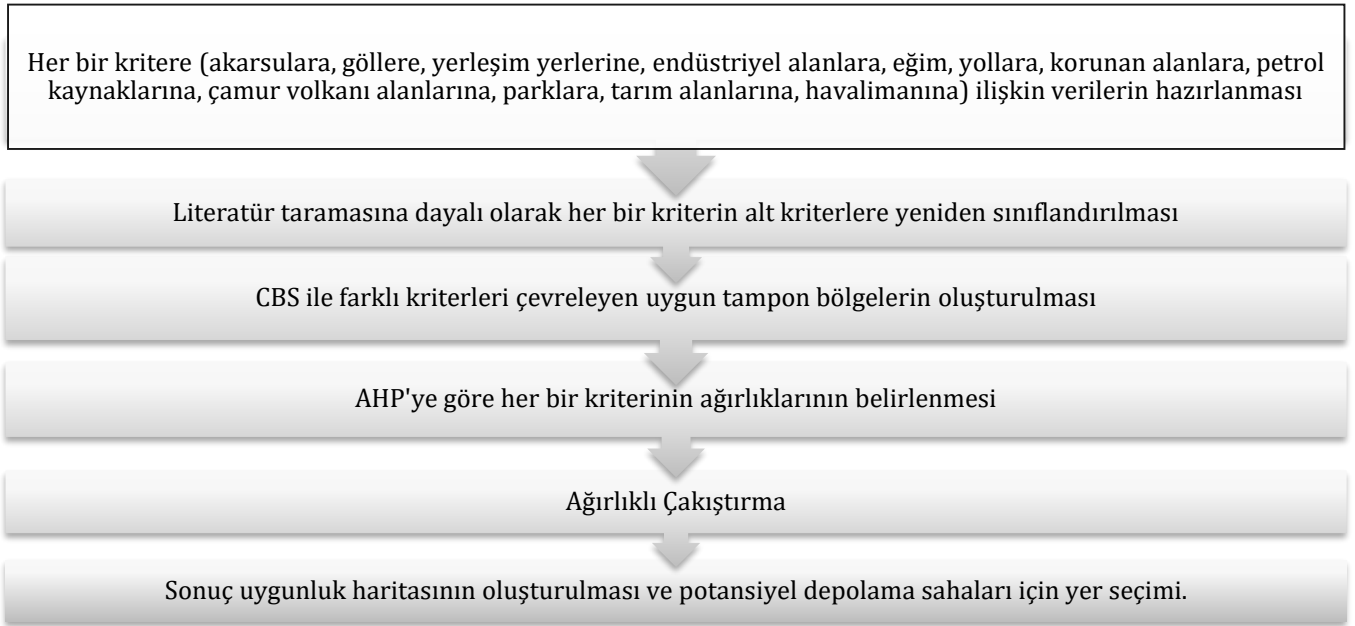 Her bir kritere (akarsulara, göllere, yerleşim yerlerine, endüstriyel alanlara, eğim, yollara, korunan alanlara, petrol
kaynaklarına, çamur volkanı alanlarına, parklara, tarım alanlarına, havalimanına) ilişkin verilerin hazırlanması
Literatür taramasına dayalı olarak her bir kriterin alt kriterlere yeniden sınıflandırılması
CBS ile farklı kriterleri çevreleyen uygun tampon bölgelerin oluşturulması
AHP'ye göre her bir kriterinin ağırlıklarının belirlenmesi
Ağırlıklı Çakıştırma
Sonuç uygunluk haritasının oluşturulması ve potansiyel depolama sahaları için yer seçimi.